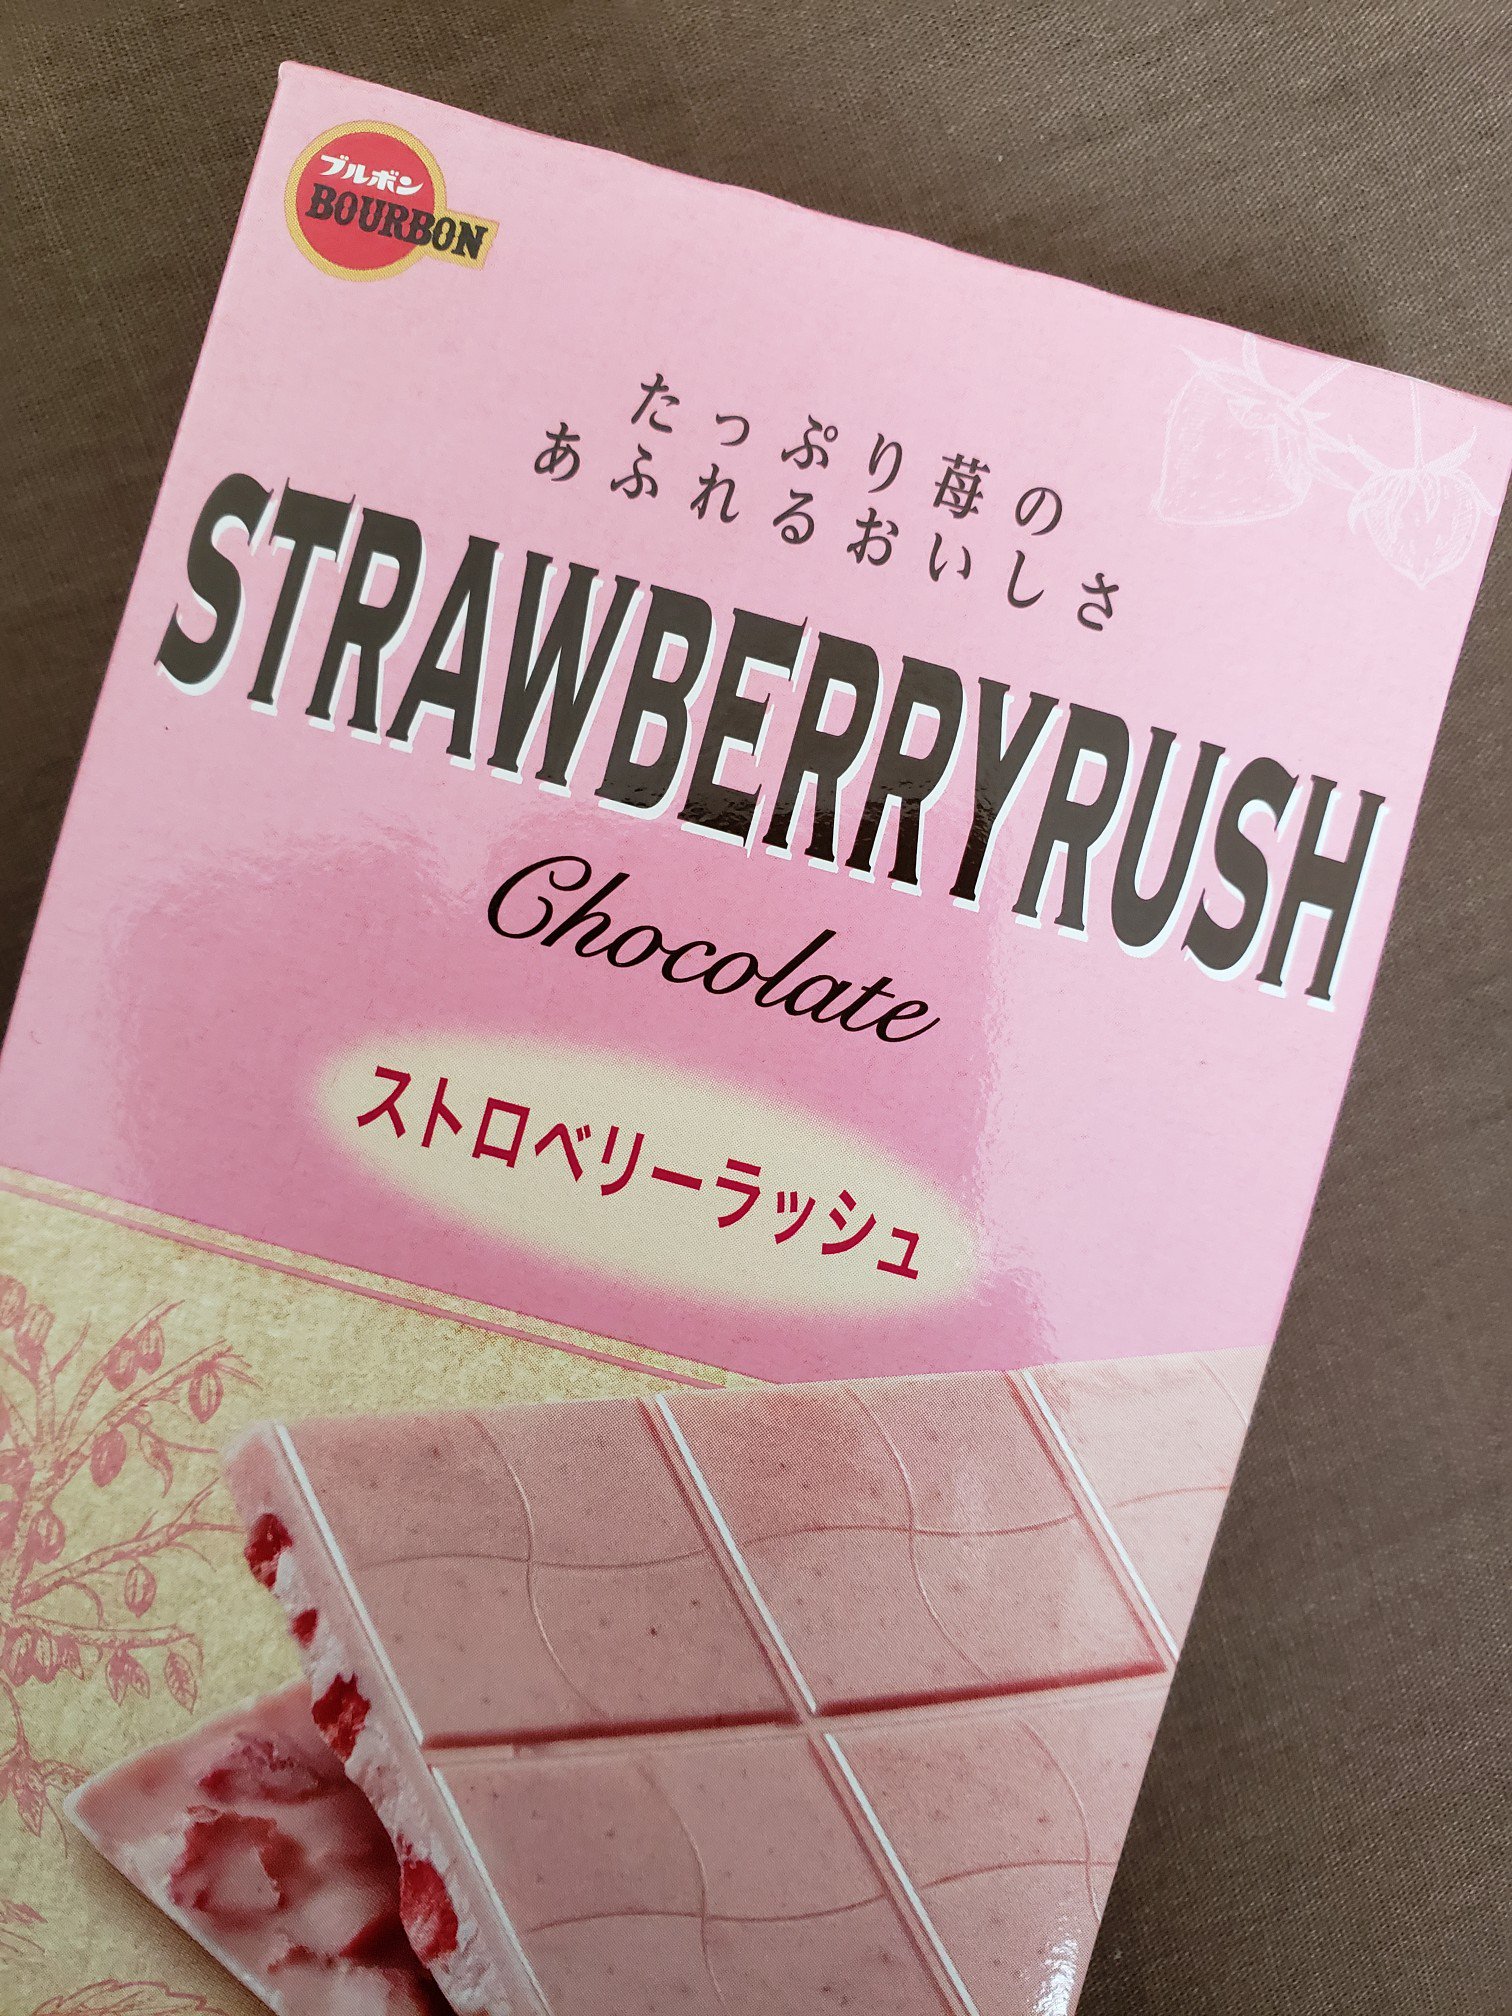 ブルボン
BOURBON
たっぷり苺の
あふれるおいしさ
STRAWBERRYRUSH
Chocolate
ストロベリーラッシュ